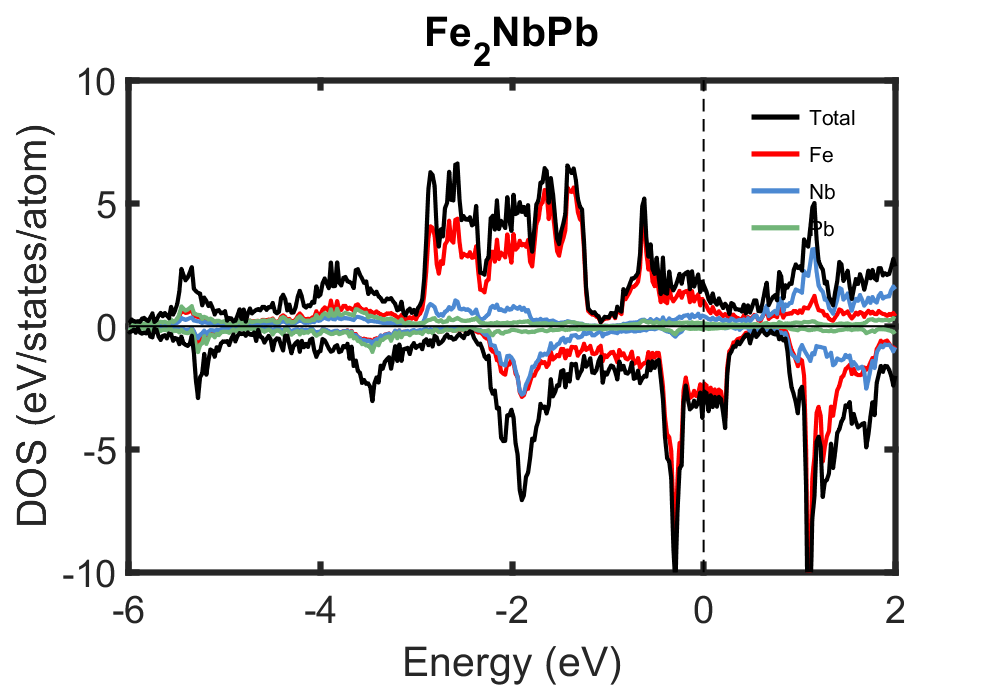 Fe2NbPb
DOS (eV/states/atom)
10
5
0
-5
-10
Total
Fe
Nb
Pb
-6 -4 -2 0 2
Energy (eV)